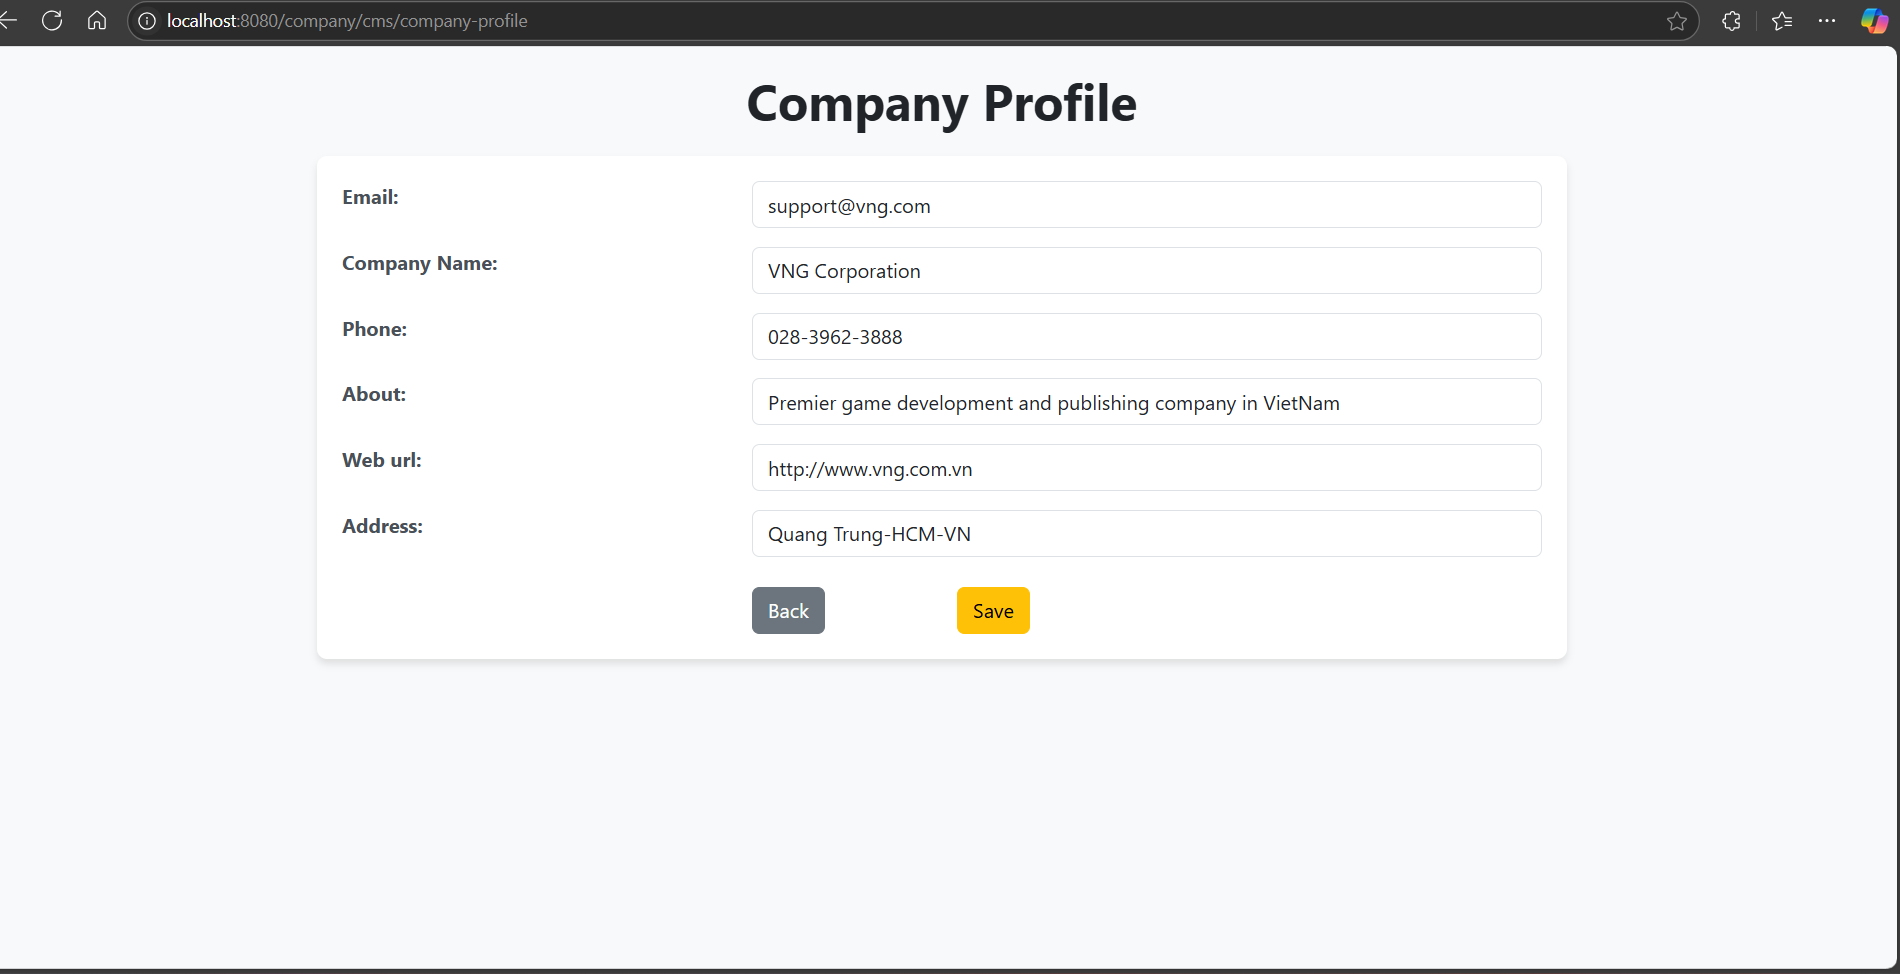 localhost:8080/company/cms/company-profile
Company Profile
Email: support@vng.com
Company Name: VNG Corporation
Phone: 028-3962-3888
About: Premier game development and publishing company in VietNam
Web url: http://www.vng.com.vn
Address: Quang Trung-HCM-VN
Back Save